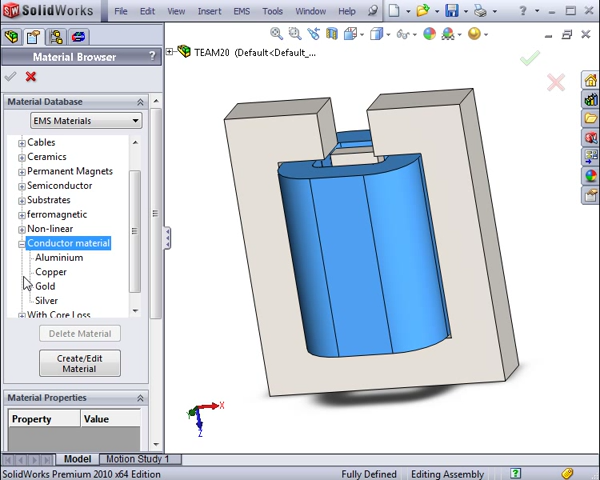 SolidWorks File Edit View Insert EMS Tools Window Help
Material Browser ?
TEAM20 (Default<Default_...
Material Database
EMS Materials
Cables
Ceramics
Permanent Magnets
Semiconductor
Substrates
ferromagnetic
Non-linear
Conductor material
Aluminium
Copper
Gold
Silver
With Core Loss
Delete Material
Create/Edit
Material
Material Properties
Property Value
X
Z
Model Motion Study 1
SolidWorks Premium 2010 x64 Edition Fully Defined Editing Assembly ?